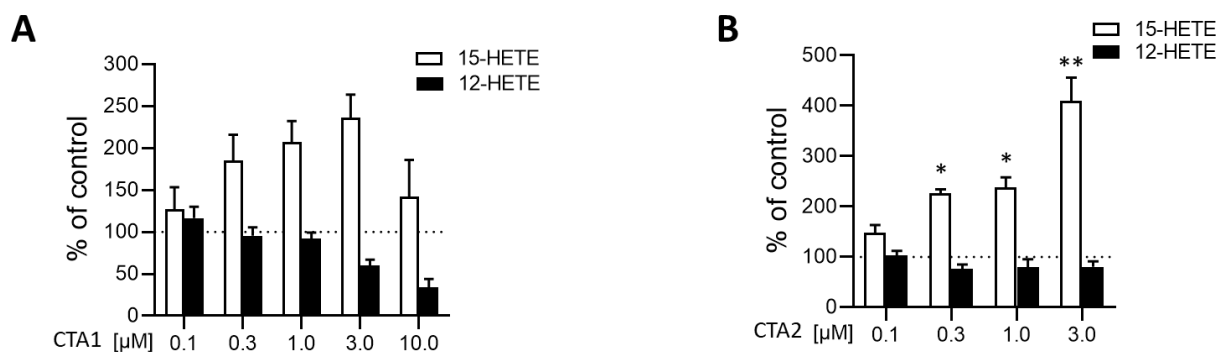 A
15-HETE
12-HETE
% of control
300
250
200
150
100
50
0
CTA1 [µM] 0.1 0.3 1.0 3.0 10.0
B
15-HETE
12-HETE
% of control
500
400
300
200
100
0
* * **
CTA2 [µM] 0.1 0.3 1.0 3.0